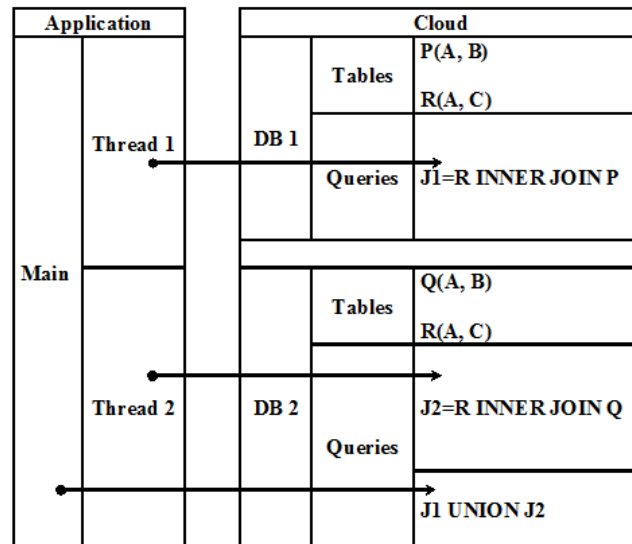 Application
Cloud
Main
Thread 1
DB 1
Tables
P(A, B)
R(A, C)
Queries
J1=R INNER JOIN P
Thread 2
DB 2
Tables
Q(A, B)
R(A, C)
Queries
J2=R INNER JOIN Q
J1 UNION J2